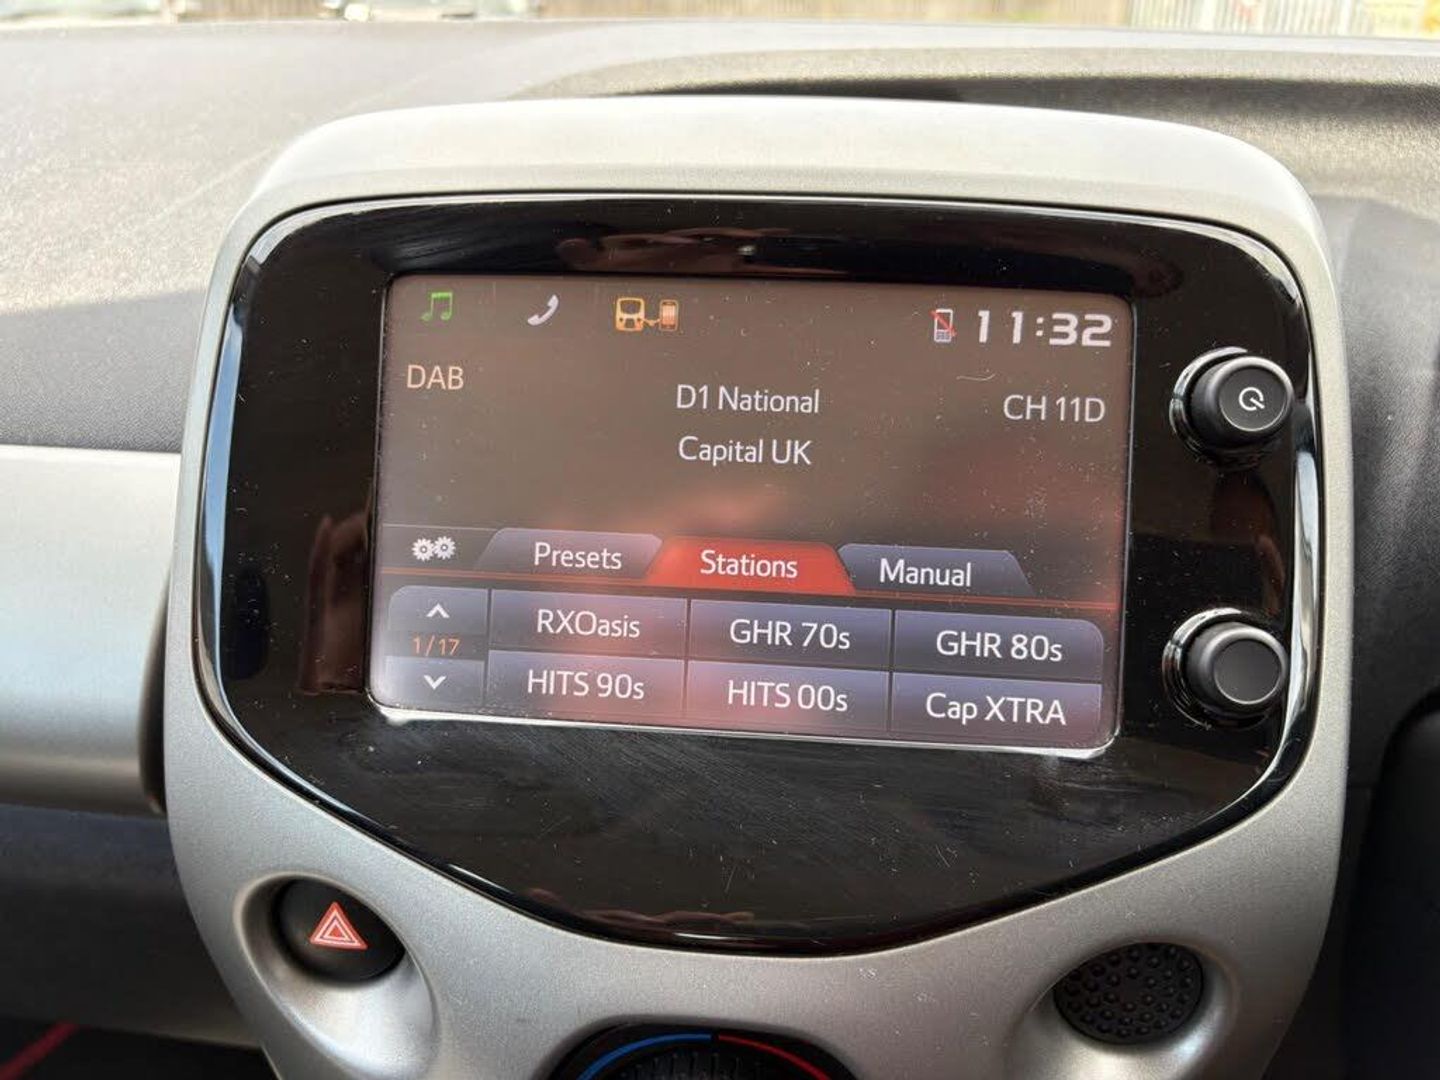 11:32
DAB
D1 National
CH 11D
Capital UK
Presets
Stations
Manual
1/17
RXOasis
GHR 70s
GHR 80s
HITS 90s
HITS 00s
Cap XTRA